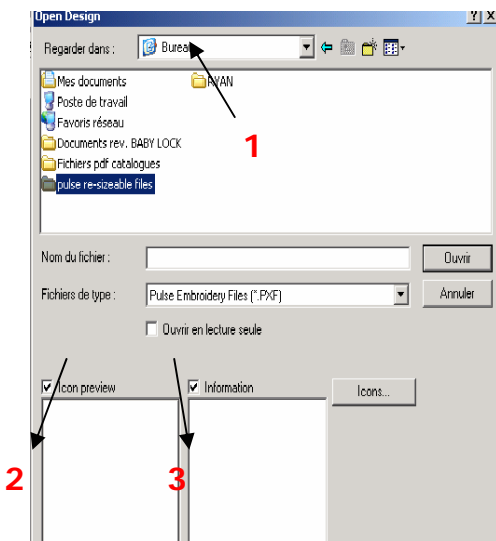 Open Design
Regarder dans :
Mes documents
RYAN
Poste de travail
Favoris réseau
Documents rev. BABY LOCK
Fichiers pdf catalogues
pulse re-sizeable files
1
Nom du fichier :
Ouvrir
Fichiers de type :
Pulse Embroidery Files (*.PXF)
Annuler
Ouvrir en lecture seule
Icon preview
Information
Icons...
2
3